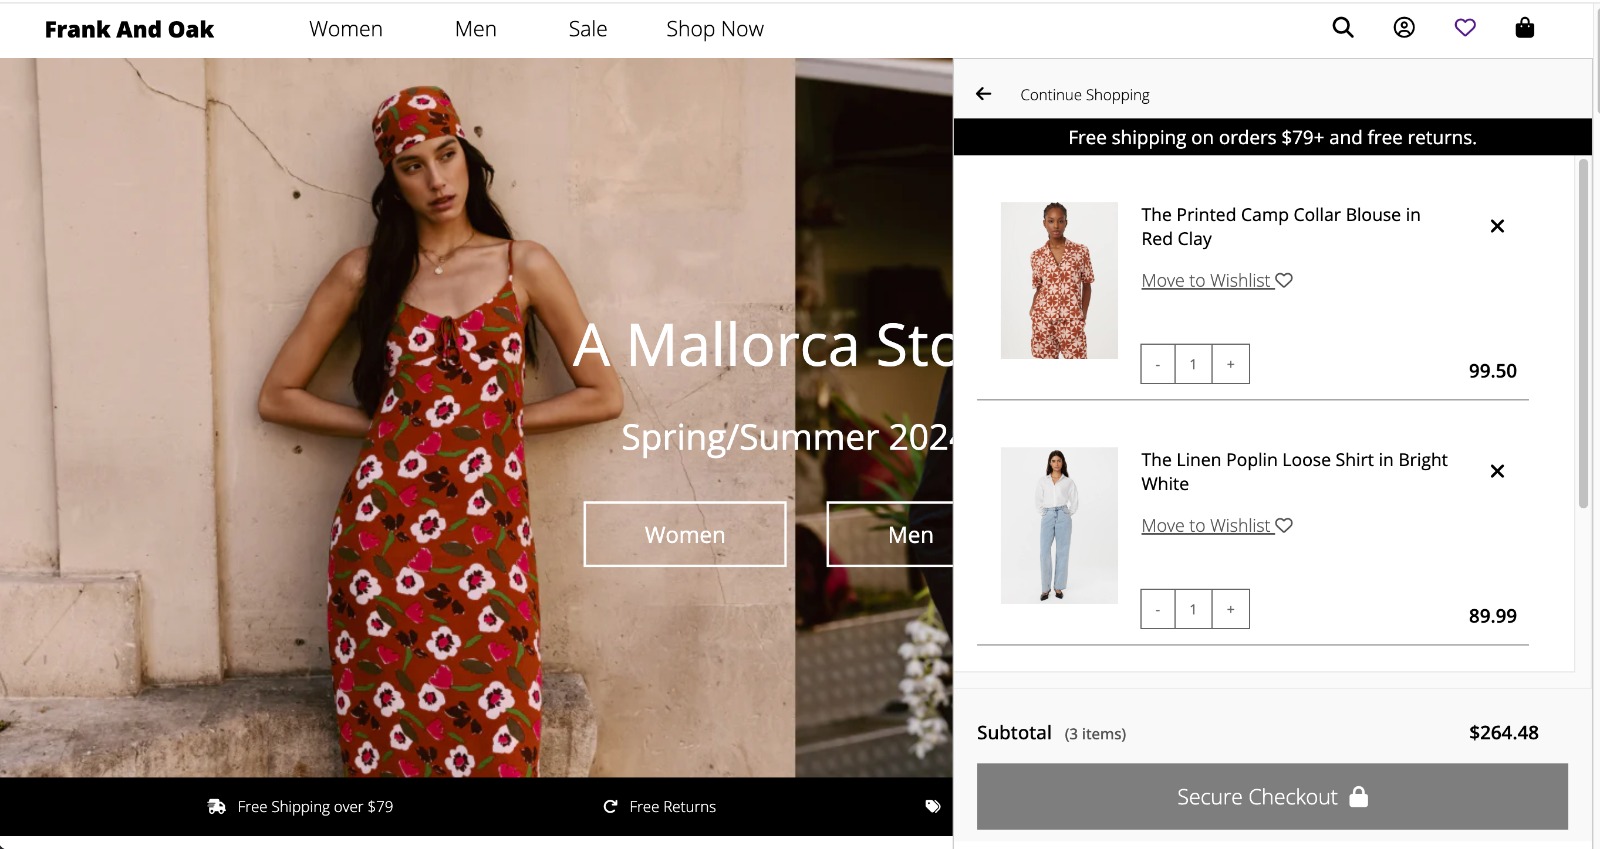 Frank And Oak
Women
Men
Sale
Shop Now
A Mallorca
Spring/Summer
Women
Men
Free Shipping over $79
Free Returns
Continue Shopping
Free shipping on orders $79+ and free returns.
The Printed Camp Collar Blouse in
Red Clay
Move to Wishlist
- 1 +
99.50
The Linen Poplin Loose Shirt in Bright
White
Move to Wishlist
- 1 +
89.99
Subtotal (3 items)
$264.48
Secure Checkout